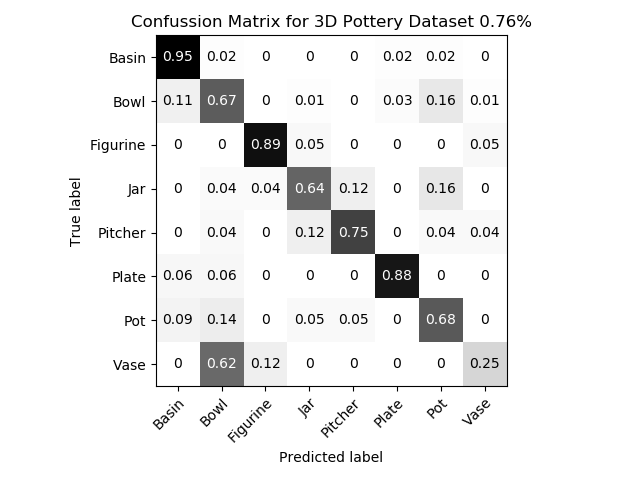 Confussion Matrix for 3D Pottery Dataset 0.76%
Basin 0.95 0.02 0 0 0 0.02 0.02 0
Bowl 0.11 0.67 0 0.01 0 0.03 0.16 0.01
Figurine 0 0 0.89 0.05 0 0 0 0.05
Jar 0 0.04 0.04 0.64 0.12 0 0.16 0
Pitcher 0 0.04 0 0.12 0.75 0 0.04 0.04
Plate 0.06 0.06 0 0 0 0.88 0 0
Pot 0.09 0.14 0 0.05 0.05 0 0.68 0
Vase 0 0.62 0.12 0 0 0 0 0.25
True label
Basin Bowl Figurine Jar Pitcher Plate Pot Vase
Predicted label